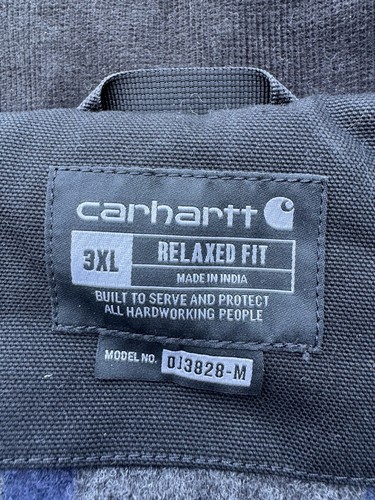 carhartt
3XL RELAXED FIT
MADE IN INDIA
BUILT TO SERVE AND PROTECT
ALL HARDWORKING PEOPLE
MODEL NO. OJ3828-M